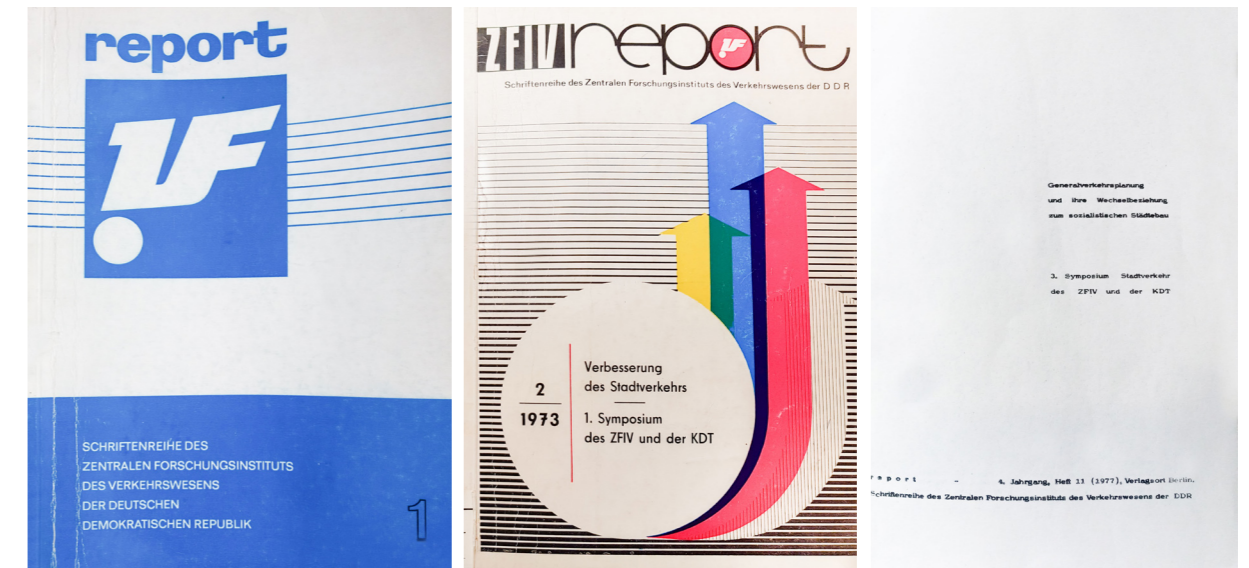 report
SCHRIFTENREIHE DES
ZENTRALEN FORSCHUNGSINSTITUTS
DES VERKEHRSWESENS
DER DEUTSCHEN
DEMOKRATISCHEN REPUBLIK
1
ZFIV report
Schriftenreihe des Zentralen Forschungsinstituts des Verkehrswesens der DDR
2
1973
Verbesserung
des Stadtverkehrs
1. Symposium
des ZFIV und der KDT
Generalverkehrsplanung
und ihre Wechselbeziehung
zum sozialistischen Städtebau
3. Symposium Stadtverkehr
des ZFIV und der KDT
report - 4. Jahrgang, Heft 11 (1977), Verlagsort Berlin.
Schriftenreihe des Zentralen Forschungsinstituts des Verkehrswesens der DDR